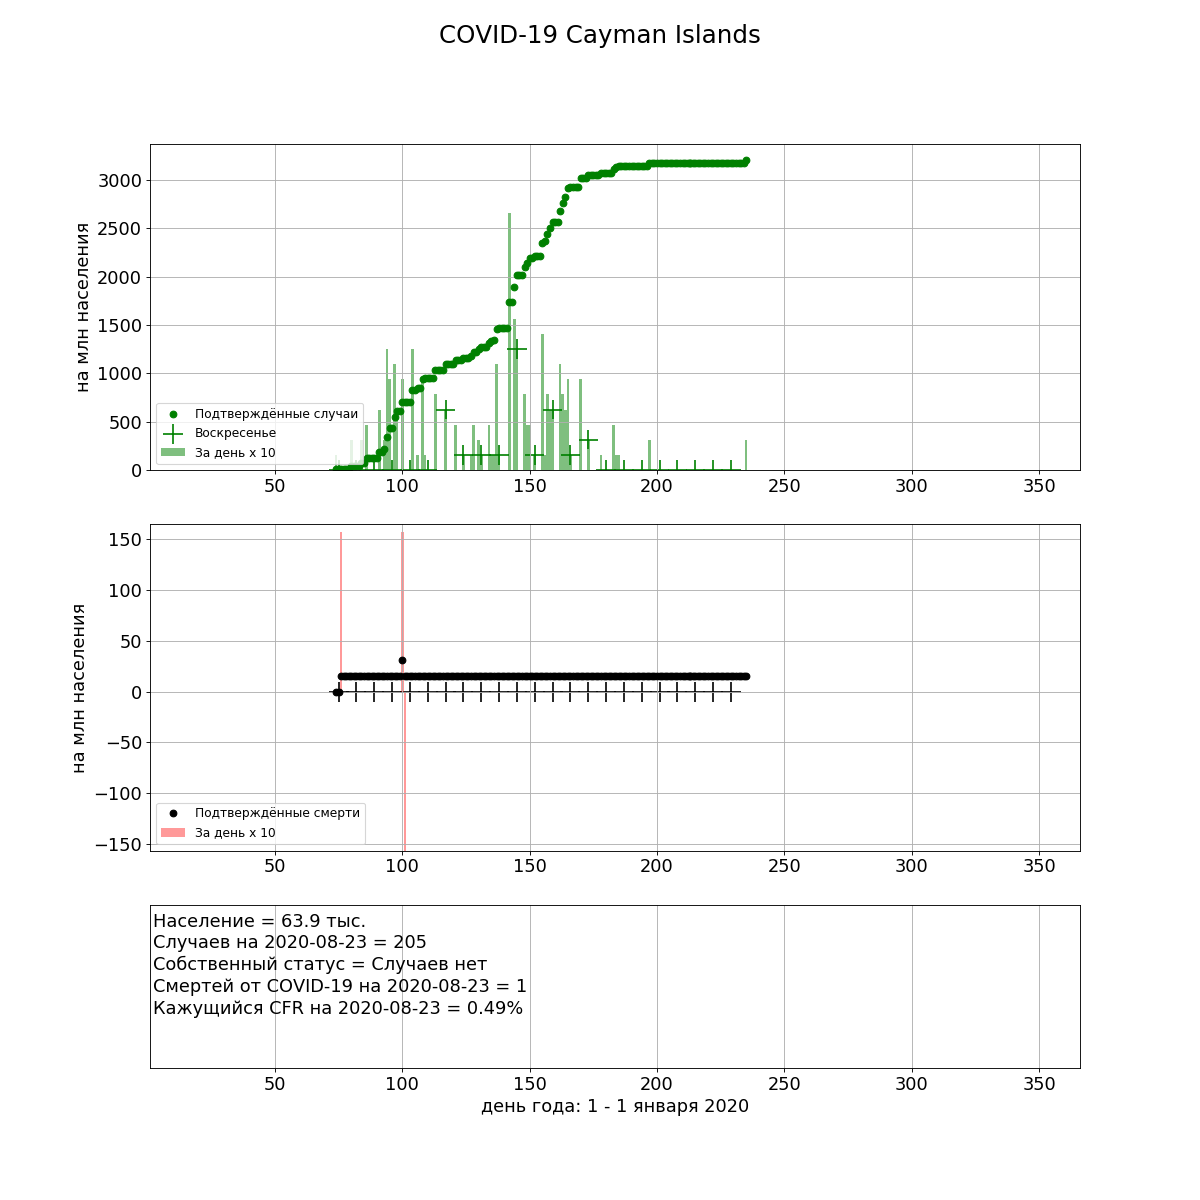 COVID-19 Cayman Islands
на млн населения
3000
2500
2000
1500
1000
500
0
Подтверждённые случаи
Воскресенье
За день x 10
50 100 150 200 250 300 350
на млн населения
150
100
50
0
−50
−100
−150
Подтверждённые смерти
За день x 10
50 100 150 200 250 300 350
Население = 63.9 тыс.
Случаев на 2020-08-23 = 205
Собственный статус = Случаев нет
Смертей от COVID-19 на 2020-08-23 = 1
Кажущийся CFR на 2020-08-23 = 0.49%
50 100 150 200 250 300 350
день года: 1 - 1 января 2020